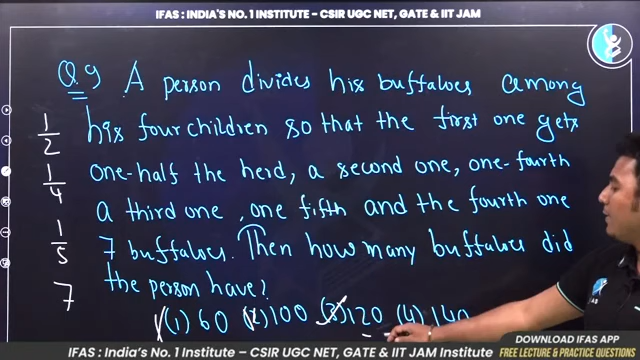 IFAS : INDIA'S NO. 1 INSTITUTE – CSIR UGC NET, GATE & IIT JAM
Q.9 A person divides his buffaloes among
his four children so that the first one gets
one-half the herd, a second one, one-fourth
a third one, one fifth and the fourth one
7 buffaloes. Then how many buffaloes did
the person have?
(1) 60 (2) 100 (3) 120 (4) 140
1/2
1/4
1/5
7
DOWNLOAD IFAS APP
IFAS: India's No. 1 Institute - CSIR UGC NET, GATE & IIT JAM Institute
FREE LECTURE & PRACTICE QUESTIONS